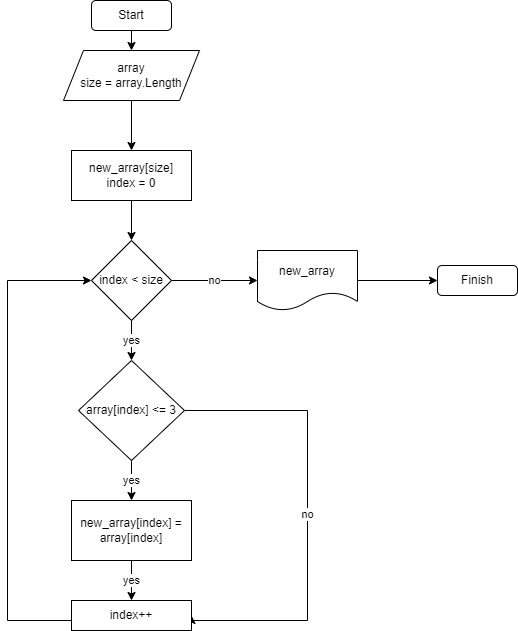 Start
array
size = array.Length
new_array[size]
index = 0
index < size
no
new_array
Finish
yes
array[index] <= 3
yes
new_array[index] =
array[index]
no
yes
index++